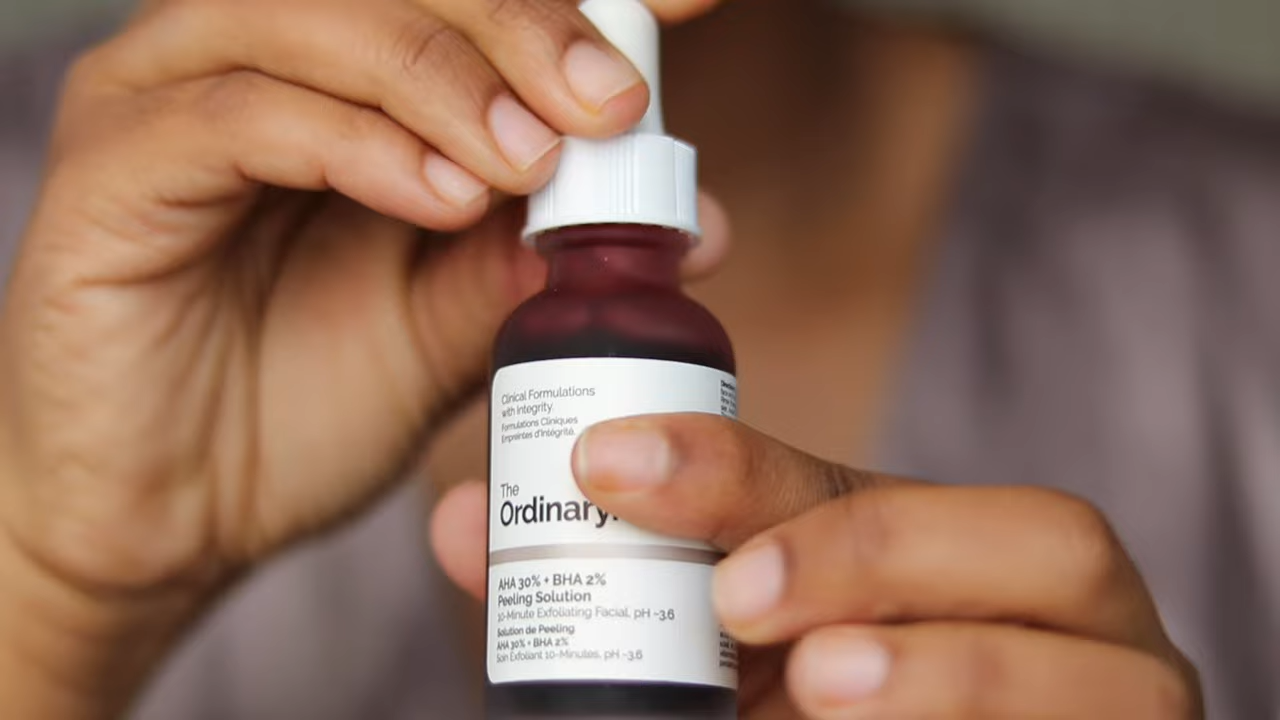 Clinical Formulations
with Integrity.
Formulations Cliniques
Empreintes d'Intégrité.
The
Ordinary.
AHA 30% + BHA 2%
Peeling Solution
10-Minute Exfoliating Facial, pH ~3.6
Solution de Peeling
AHA 30% + BHA 2%
Soin Exfoliant 10-Minutes, pH ~3.6